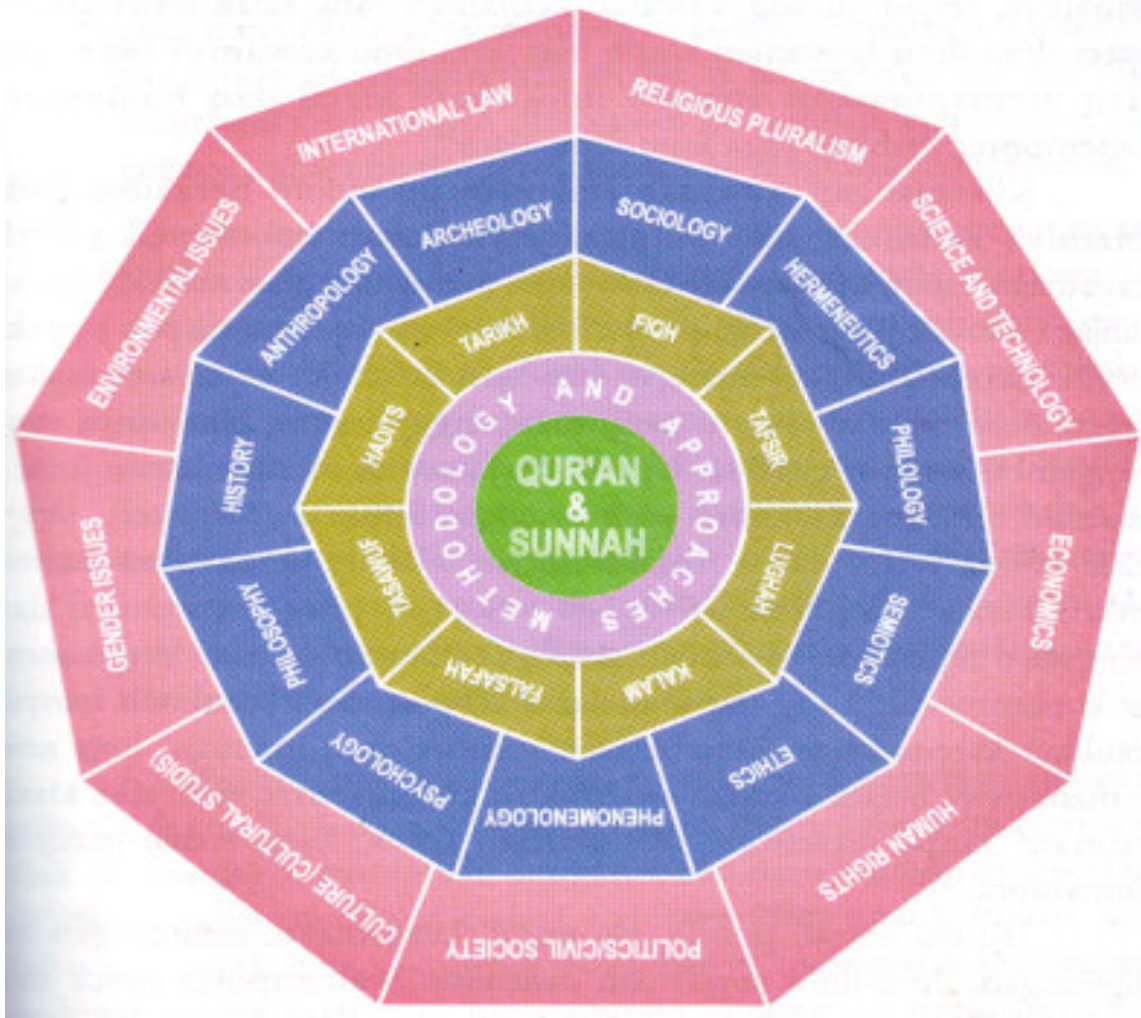 QUR'AN
&
SUNNAH
METHODOLOGY AND APPROACHES
FIQH
TAFSIR
LUGHAH
KALAM
FALSAFAH
TASAWUF
HADITS
TARIKH
SOCIOLOGY
HERMENEUTICS
PHILOLOGY
SEMIOTICS
ETHICS
PHENOMENOLOGY
PSYCHOLOGY
PHILOSOPHY
HISTORY
ANTHROPOLOGY
ARCHEOLOGY
RELIGIOUS PLURALISM
SCIENCE AND TECHNOLOGY
ECONOMICS
HUMAN RIGHTS
POLITICS/CIVIL SOCIETY
CULTURE (CULTURAL STUDIS)
GENDER ISSUES
ENVIRONMENTAL ISSUES
INTERNATIONAL LAW